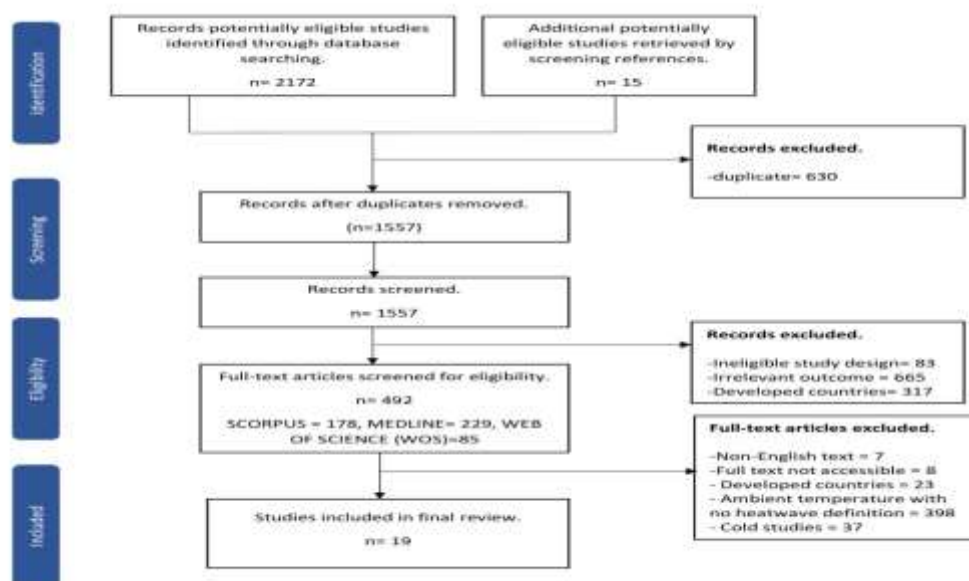 Identification
Records potentially eligible studies
identified through database
searching.
n= 2172
Additional potentially
eligible studies retrieved by
screening references.
n= 15
Records excluded.
-duplicate= 630
Screening
Records after duplicates removed.
(n=1557)
Records screened.
n= 1557
Eligibility
Records excluded.
-Ineligible study design= 83
-Irrelevant outcome = 665
-Developed countries= 317
Full-text articles screened for eligibility.
n= 492
SCORPUS = 178, MEDLINE= 229, WEB
OF SCIENCE (WOS)=85
Full-text articles excluded.
-Non-English text = 7
-Full text not accessible = 8
- Developed countries = 23
- Ambient temperature with
no heatwave definition = 398
- Cold studies = 37
Included
Studies included in final review.
n= 19